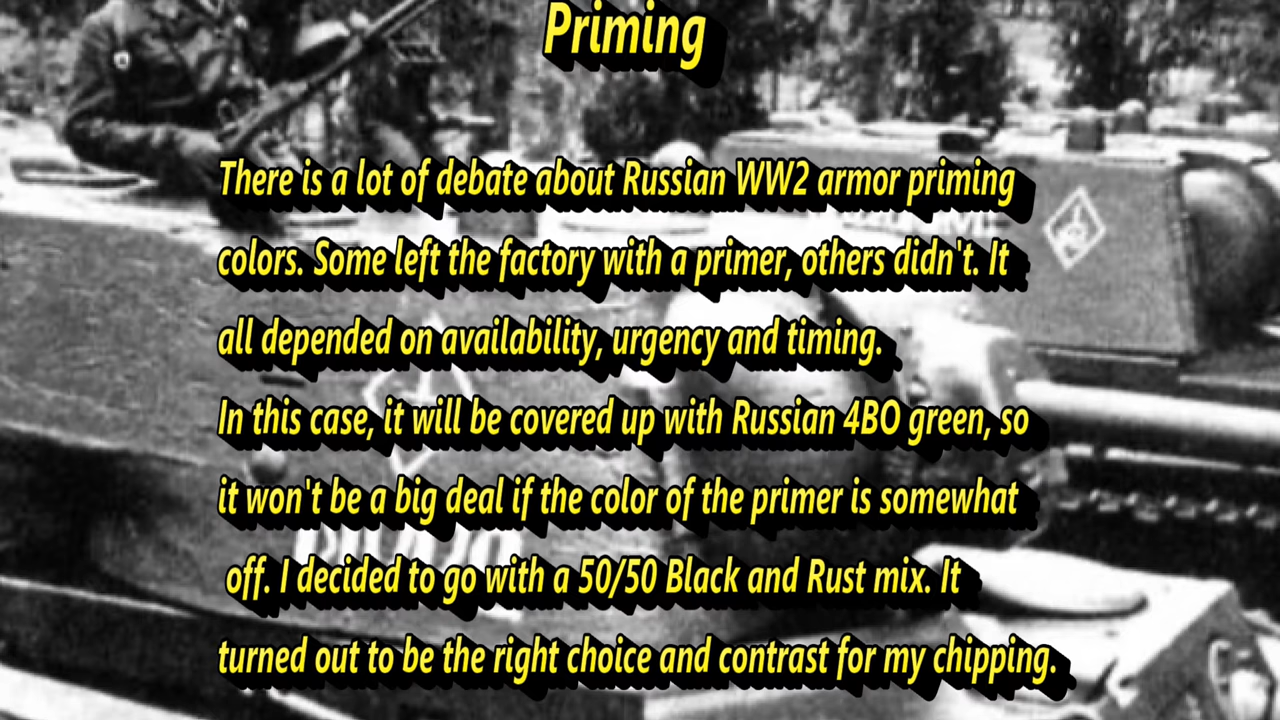 Priming
There is a lot of debate about Russian WW2 armor priming
colors. Some left the factory with a primer, others didn't. It
all depended on availability, urgency and timing.
In this case, it will be covered up with Russian 4BO green, so
it won't be a big deal if the color of the primer is somewhat
off. I decided to go with a 50/50 Black and Rust mix. It
turned out to be the right choice and contrast for my chipping.